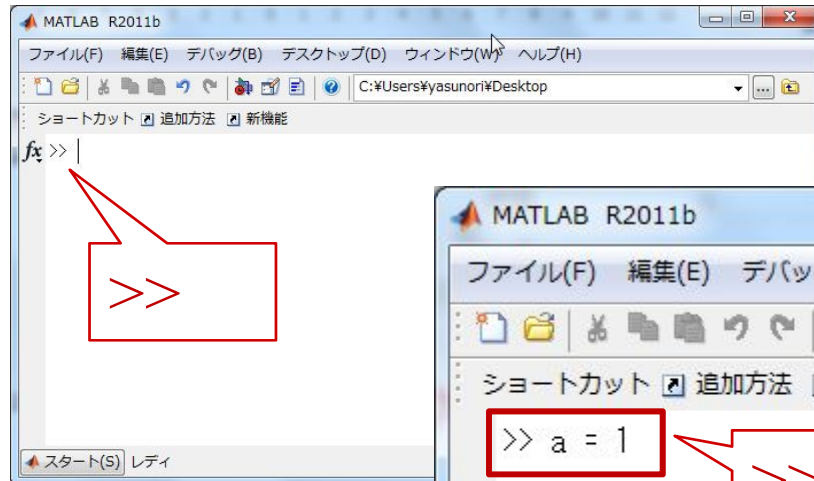 MATLAB R2011b
ファイル(F) 編集(E) デバッグ(B) デスクトップ(D) ウィンドウ(W) ヘルプ(H)
C:¥Users¥yasunori¥Desktop
ショートカット 追加方法 新機能
fx >>
>>
スタート(S) レディ
MATLAB R2011b
ファイル(F) 編集(E) デバッ
ショートカット 追加方法
>> a = 1